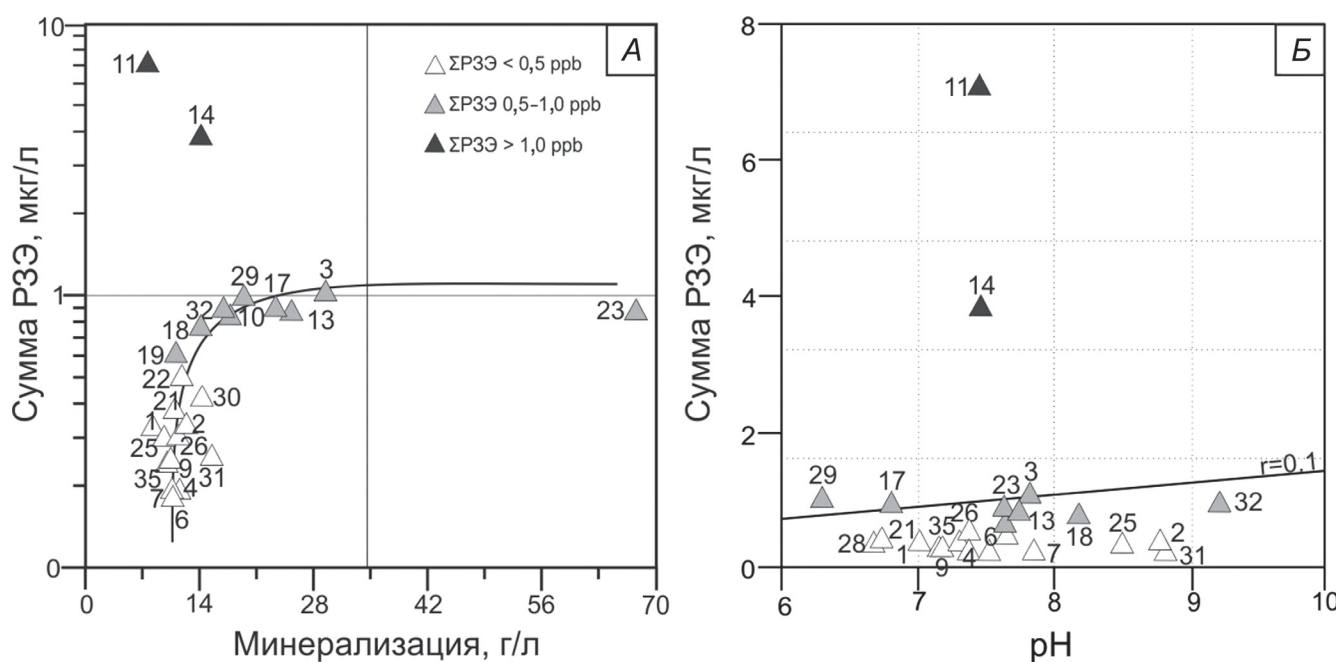 А
Сумма РЗЭ, мкг/л
10
1
0
ΣРЗЭ < 0,5 ppb
ΣРЗЭ 0,5–1,0 ppb
ΣРЗЭ > 1,0 ppb
11
14
29 17 3
32 10 13 23
18
19
22 30
21
1 2
25 26
35 9 31
7 4
6
0 14 28 42 56 70
Минерализация, г/л
Б
Сумма РЗЭ, мкг/л
8
6
4
2
0
11
14
r=0.1
29 17 23 3
32
28 21 35 26 13 18 25 2
1 9 4 6 7 31
6 7 8 9 10
pH